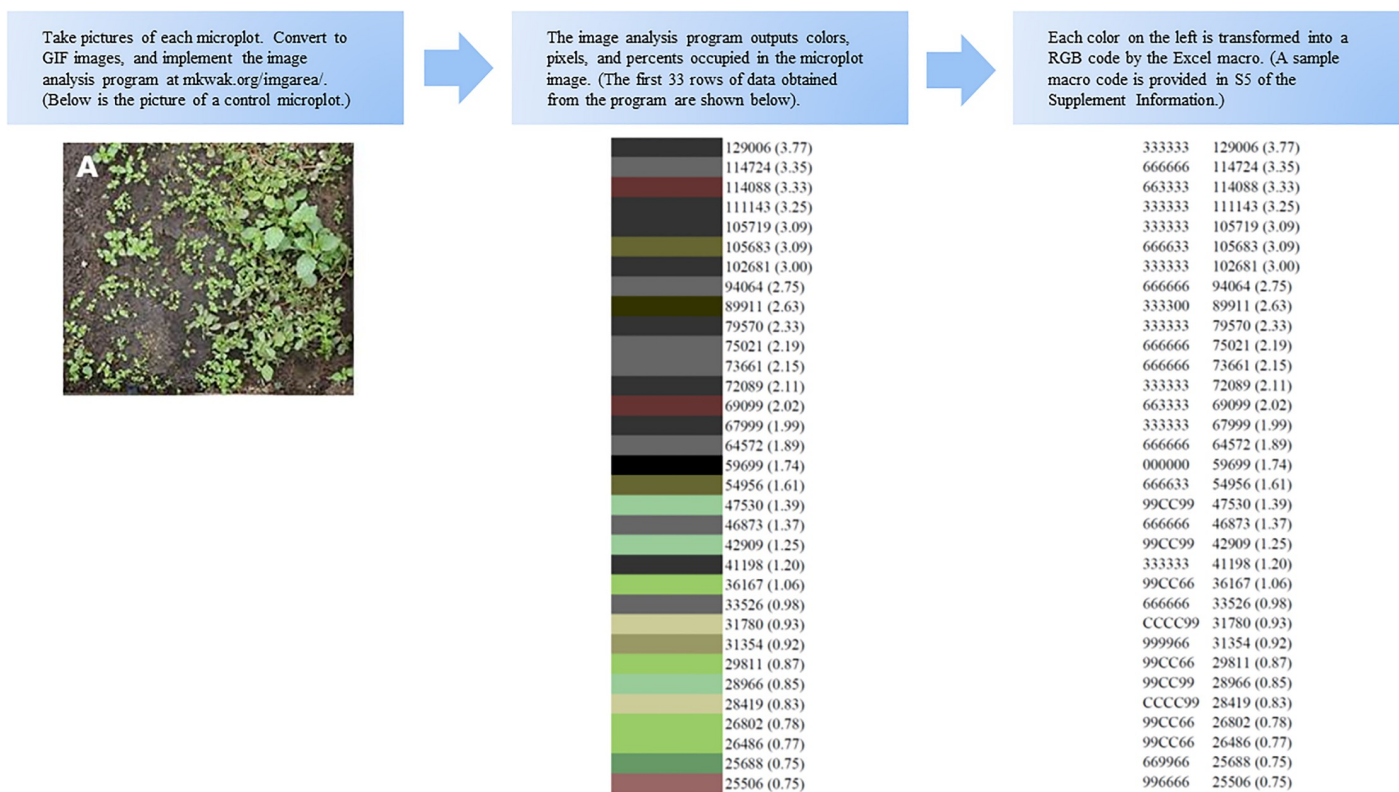 Take pictures of each microplot. Convert to
GIF images, and implement the image
analysis program at mkwak.org/imgarea/.
(Below is the picture of a control microplot.)
The image analysis program outputs colors,
pixels, and percents occupied in the microplot
image. (The first 33 rows of data obtained
from the program are shown below).
Each color on the left is transformed into a
RGB code by the Excel macro. (A sample
macro code is provided in S5 of the
Supplement Information.)
A
129006 (3.77)
114724 (3.35)
114088 (3.33)
111143 (3.25)
105719 (3.09)
105683 (3.09)
102681 (3.00)
94064 (2.75)
89911 (2.63)
79570 (2.33)
75021 (2.19)
73661 (2.15)
72089 (2.11)
69099 (2.02)
67999 (1.99)
64572 (1.89)
59699 (1.74)
54956 (1.61)
47530 (1.39)
46873 (1.37)
42909 (1.25)
41198 (1.20)
36167 (1.06)
33526 (0.98)
31780 (0.93)
31354 (0.92)
29811 (0.87)
28966 (0.85)
28419 (0.83)
26802 (0.78)
26486 (0.77)
25688 (0.75)
25506 (0.75)
333333 129006 (3.77)
666666 114724 (3.35)
663333 114088 (3.33)
333333 111143 (3.25)
333333 105719 (3.09)
666633 105683 (3.09)
333333 102681 (3.00)
666666 94064 (2.75)
333300 89911 (2.63)
333333 79570 (2.33)
666666 75021 (2.19)
666666 73661 (2.15)
333333 72089 (2.11)
663333 69099 (2.02)
333333 67999 (1.99)
666666 64572 (1.89)
000000 59699 (1.74)
666633 54956 (1.61)
99CC99 47530 (1.39)
666666 46873 (1.37)
99CC99 42909 (1.25)
333333 41198 (1.20)
99CC66 36167 (1.06)
666666 33526 (0.98)
CCCC99 31780 (0.93)
999966 31354 (0.92)
99CC66 29811 (0.87)
99CC99 28966 (0.85)
CCCC99 28419 (0.83)
99CC66 26802 (0.78)
99CC66 26486 (0.77)
669966 25688 (0.75)
996666 25506 (0.75)